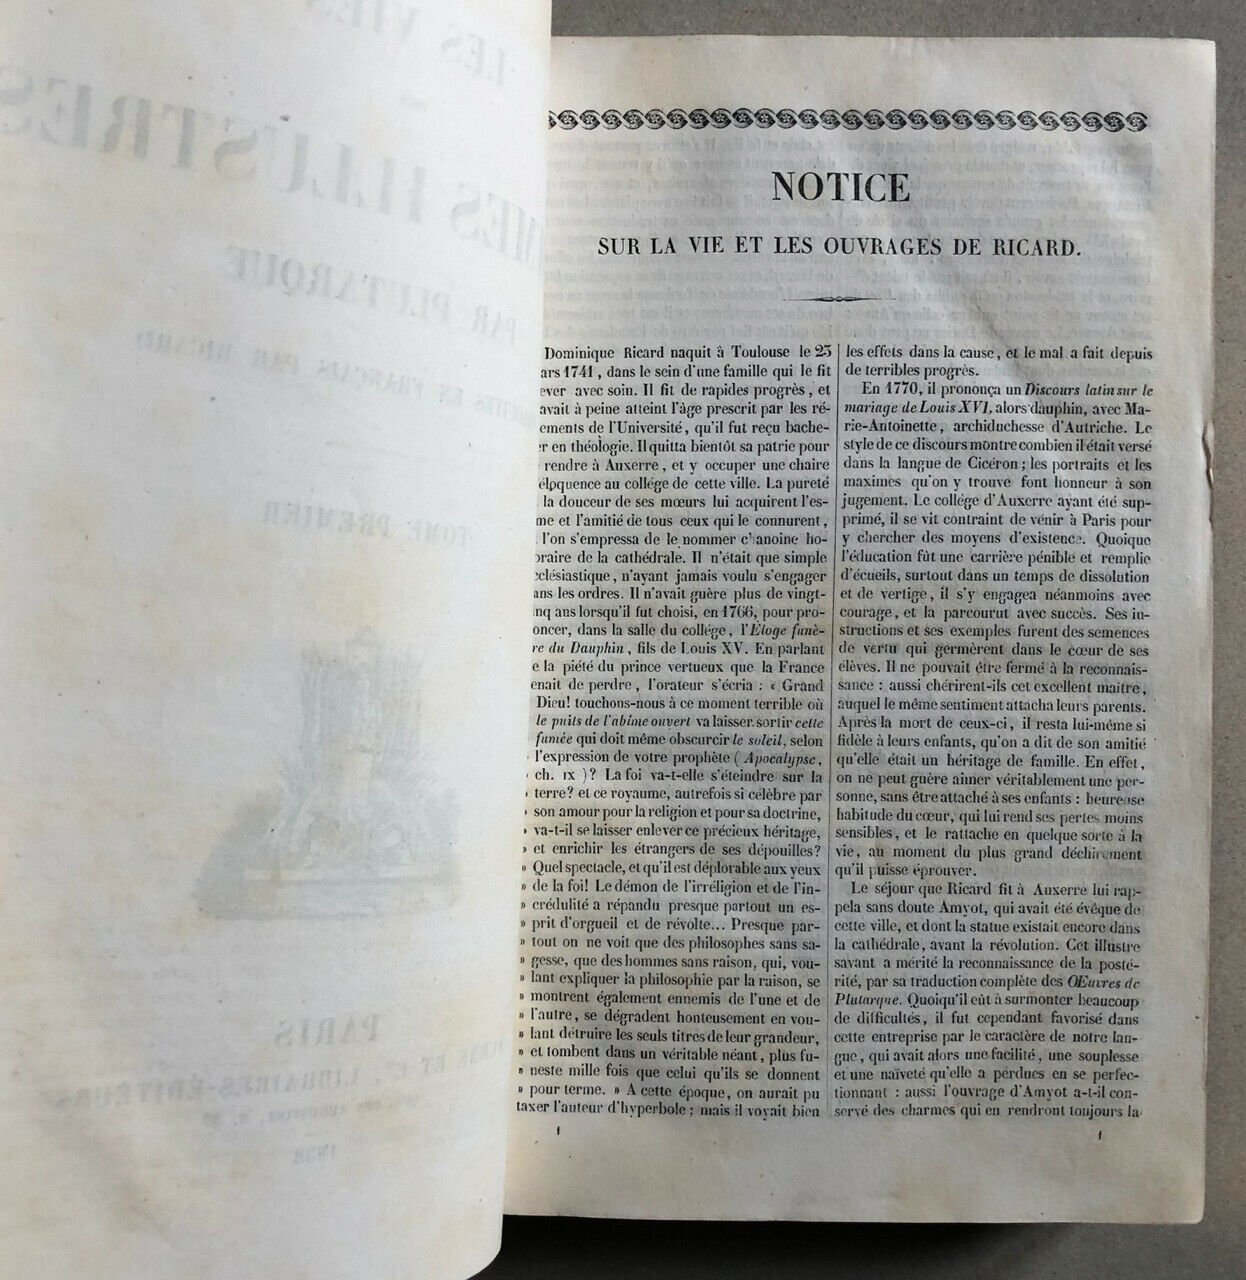 NOTICE
SUR LA VIE ET LES OUVRAGES DE RICARD.
Dominique Ricard naquit à Toulouse le 25
ars 1741, dans le sein d'une famille qui le fit
ever avec soin. Il fit de rapides progrès, et
avait à peine atteint l'âge prescrit par les ré-
ements de l'Université, qu'il fut reçu bache-
er en théologie. Il quitta bientôt sa patrie pour
rendre à Auxerre, et y occuper une chaire
élpquence au collége de cette ville. La pureté
la douceur de ses mœurs lui acquirent l'es-
me et l'amitié de tous ceux qui le connurent,
l'on s'empressa de le nommer chanoine ho-
oraire de la cathédrale. Il n'était que simple
cclésiastique, n'ayant jamais voulu s'engager
ans les ordres. Il n'avait guère plus de vingt-
inq ans lorsqu'il fut choisi, en 1766, pour pro-
oncer, dans la salle du collége, l'Éloge funè-
re du Dauphin, fils de Louis XV. En parlant
e la piété du prince vertueux que la France
enait de perdre, l'orateur s'écria : « Grand
Dieu! touchons-nous à ce moment terrible où
le puits de l'abîme ouvert va laisser sortir cette
fumée qui doit même obscurcir le soleil, selon
l'expression de votre prophète (Apocalypse,
ch. IX)? La foi va-t-elle s'éteindre sur la
» terre? et ce royaume, autrefois si célèbre par
» son amour pour la religion et pour sa doctrine,
» va-t-il se laisser enlever ce précieux héritage,
» et enrichir les étrangers de ses dépouilles?
» Quel spectacle, et qu'il est déplorable aux yeux
» de la foi! Le démon de l'irréligion et de l'in-
» crédulité a répandu presque partout un es-
» prit d'orgueil et de révolte... Presque par-
» tout on ne voit que des philosophes sans sa-
» gesse, que des hommes sans raison, qui, vou-
» lant expliquer la philosophie par la raison, se
» montrent également ennemis de l'une et de
» l'autre, se dégradent honteusement en vou-
» lant détruire les seuls titres de leur grandeur,
» et tombent dans un véritable néant, plus fu-
» neste mille fois que celui qu'ils se donnent
» pour terme. » A cette époque, on aurait pu
taxer l'auteur d'hyperbole; mais il voyait bien
1
les effets dans la cause, et le mal a fait depuis
de terribles progrès.
En 1770, il prononça un Discours latin sur le
mariage de Louis XVI, alors dauphin, avec Ma-
rie-Antoinette, archiduchesse d'Autriche. Le
style de ce discours montre combien il était versé
dans la langue de Cicéron; les portraits et les
maximes qu'on y trouve font honneur à son
jugement. Le collége d'Auxerre ayant été sup-
primé, il se vit contraint de vénir à Paris pour
y chercher des moyens d'existence. Quoique
l'éducation fût une carrière pénible et remplie
d'écueils, surtout dans un temps de dissolution
et de vertige, il s'y engagea néanmoins avec
courage, et la parcourut avec succès. Ses in-
structions et ses exemples furent des semences
de vertu qui germèrent dans le cœur de ses
élèves. Il ne pouvait être fermé à la reconnais-
sance : aussi chérirent-ils cet excellent maître,
auquel le même sentiment attacha leurs parents.
Après la mort de ceux-ci, il resta lui-même si
fidèle à leurs enfants, qu'on a dit de son amitié
qu'elle était un héritage de famille. En effet,
on ne peut guère aimer véritablement une per-
sonne, sans être attaché à ses enfants : heureuse
habitude du cœur, qui lui rend ses pertes moins
sensibles, et le rattache en quelque sorte à la
vie, au moment du plus grand déchirement
qu'il puisse éprouver.
Le séjour que Ricard fit à Auxerre lui rap-
pela sans doute Amyot, qui avait été évêque de
cette ville, et dont la statue existait encore dans
la cathédrale, avant la révolution. Cet illustre
savant a mérité la reconnaissance de la posté-
rité, par sa traduction complète des Œuvres de
Plutarque. Quoiqu'il eût à surmonter beaucoup
de difficultés, il fut cependant favorisé dans
cette entreprise par le caractère de notre lan-
gue, qui avait alors une facilité, une souplesse
et une naïveté qu'elle a perdues en se perfec-
tionnant : aussi l'ouvrage d'Amyot a-t-il con-
servé des charmes qui en rendront toujours la
1